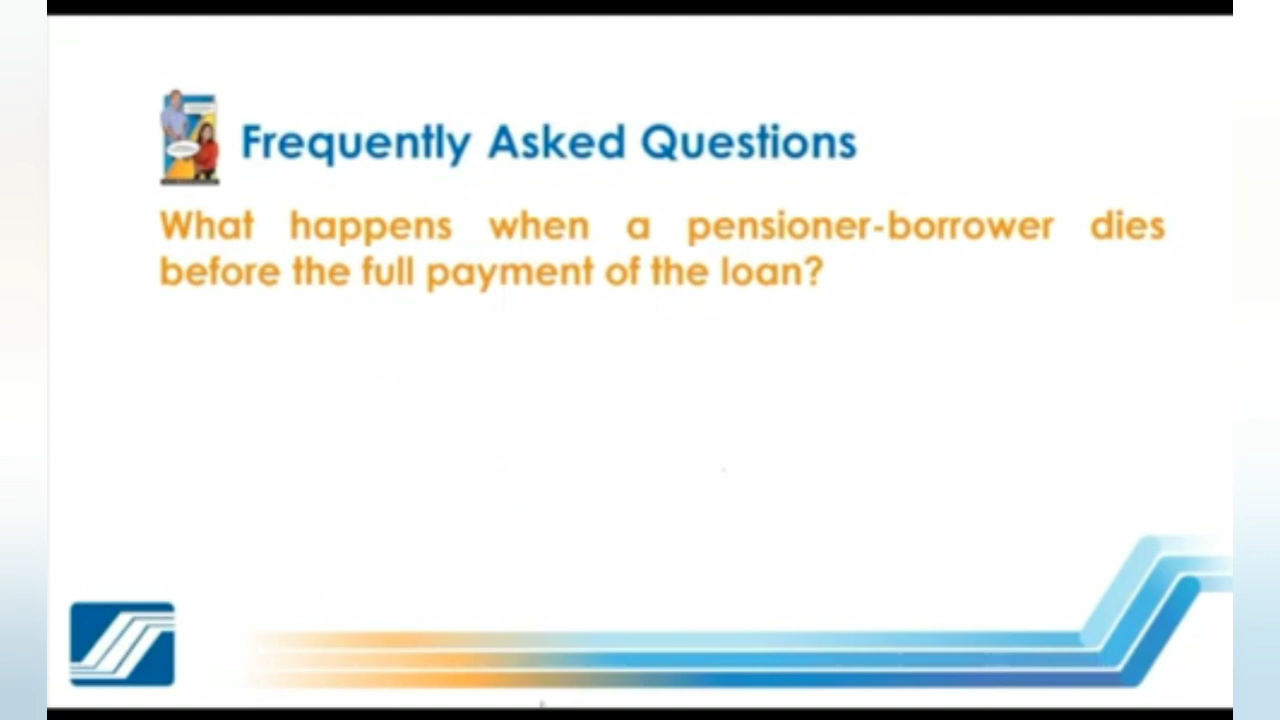 Frequently Asked Questions
What happens when a pensioner-borrower dies
before the full payment of the loan?